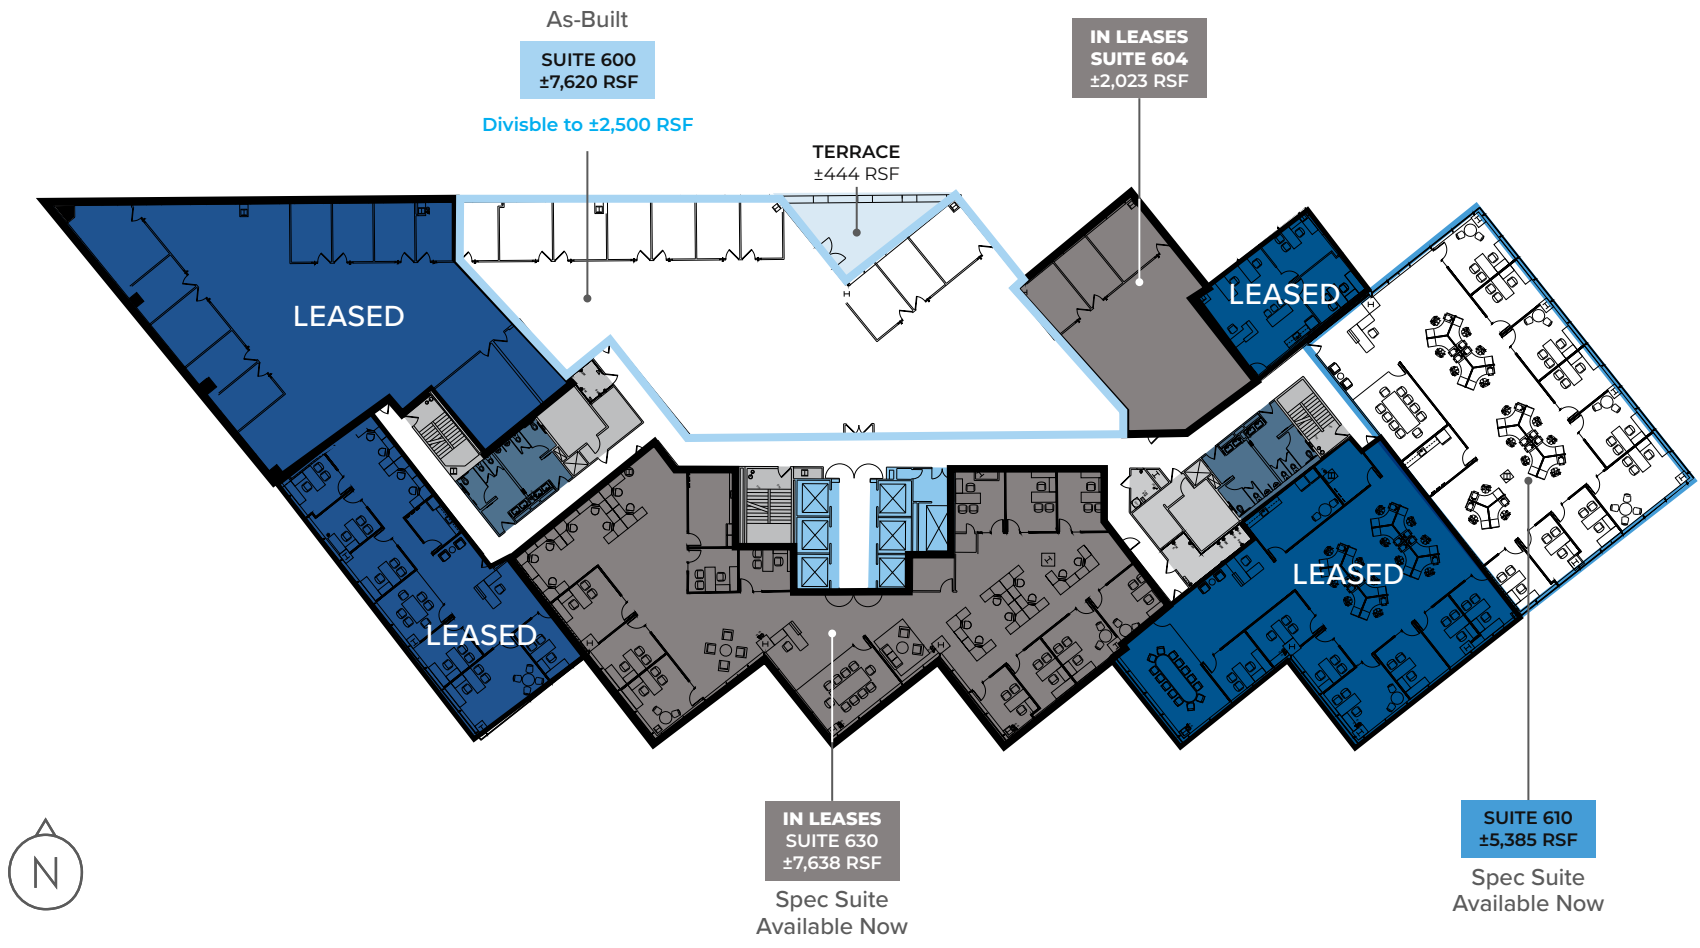 As-Built
SUITE 600
±7,620 RSF
Divisble to ±2,500 RSF
TERRACE
±444 RSF
IN LEASES
SUITE 604
±2,023 RSF
LEASED
LEASED
LEASED
LEASED
IN LEASES
SUITE 630
±7,638 RSF
Spec Suite
Available Now
SUITE 610
±5,385 RSF
Spec Suite
Available Now
N